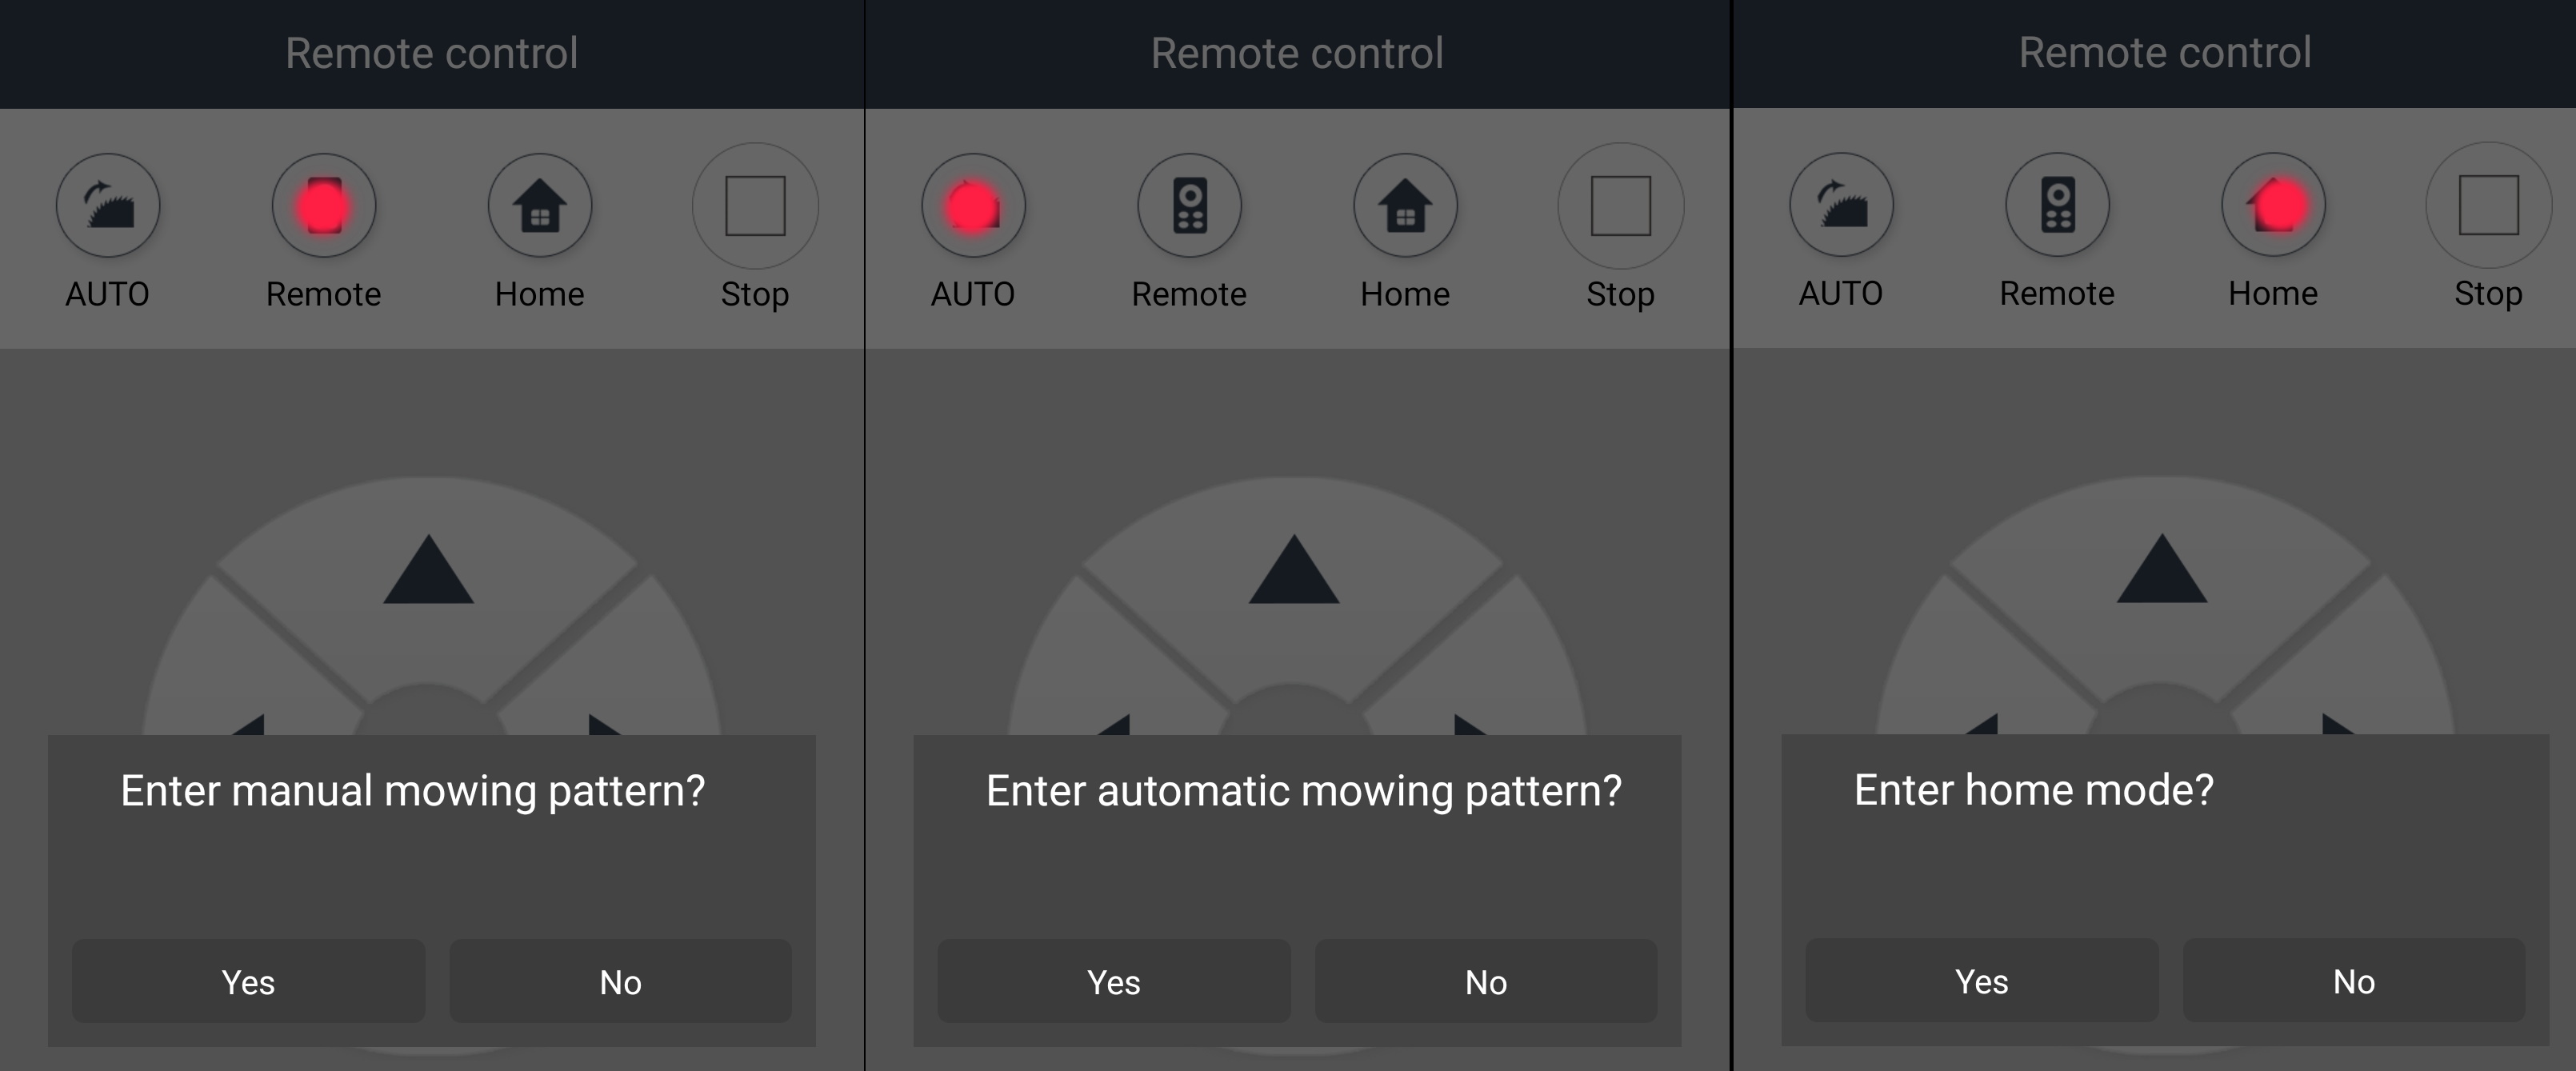 Remote control
AUTO Remote Home Stop
Enter manual mowing pattern?
Yes No
Remote control
AUTO Remote Home Stop
Enter automatic mowing pattern?
Yes No
Remote control
AUTO Remote Home Stop
Enter home mode?
Yes No